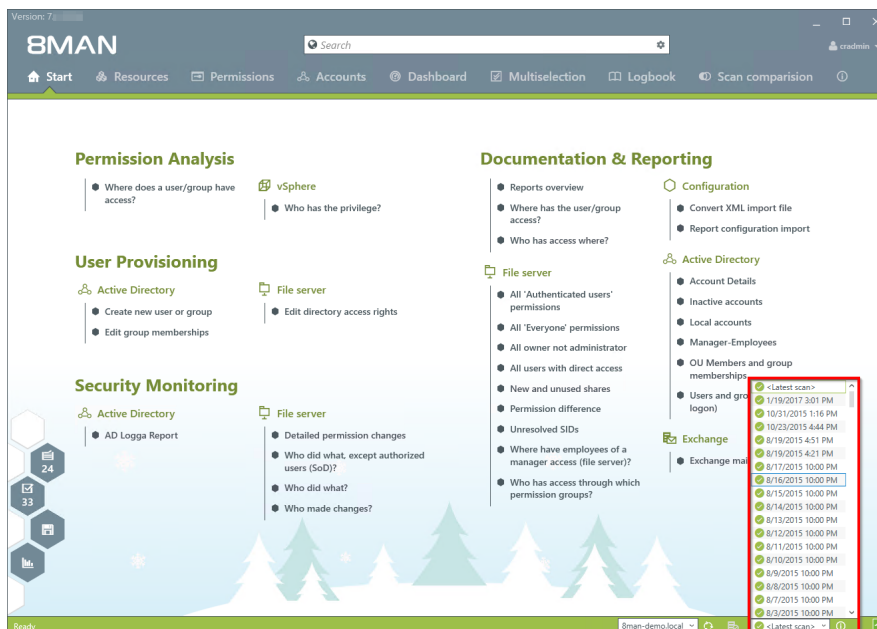 Version: 7
8MAN
Search
cradmin
Start
Resources
Permissions
Accounts
Dashboard
Multiselection
Logbook
Scan comparision
Permission Analysis
Where does a user/group have
access?
vSphere
Who has the privilege?
User Provisioning
Active Directory
Create new user or group
Edit group memberships
File server
Edit directory access rights
Security Monitoring
Active Directory
AD Logga Report
File server
Detailed permission changes
Who did what, except authorized
users (SoD)?
Who did what?
Who made changes?
24
33
Documentation & Reporting
Reports overview
Where has the user/group
access?
Who has access where?
File server
All 'Authenticated users'
permissions
All 'Everyone' permissions
All owner not administrator
All users with direct access
New and unused shares
Permission difference
Unresolved SIDs
Where have employees of a
manager access (file server)?
Who has access through which
permission groups?
Configuration
Convert XML import file
Report configuration import
Active Directory
Account Details
Inactive accounts
Local accounts
Manager-Employees
OU Members and group
memberships
Users and gro
logon)
Exchange
Exchange mai
<Latest scan>
1/19/2017 3:01 PM
10/31/2015 1:16 PM
10/23/2015 4:44 PM
8/19/2015 4:51 PM
8/19/2015 4:21 PM
8/17/2015 10:00 PM
8/16/2015 10:00 PM
8/15/2015 10:00 PM
8/14/2015 10:00 PM
8/13/2015 10:00 PM
8/12/2015 10:00 PM
8/11/2015 10:00 PM
8/10/2015 10:00 PM
8/9/2015 10:00 PM
8/8/2015 10:00 PM
8/7/2015 10:00 PM
8/3/2015 10:00 PM
Ready
8man-demo.local
<Latest scan>